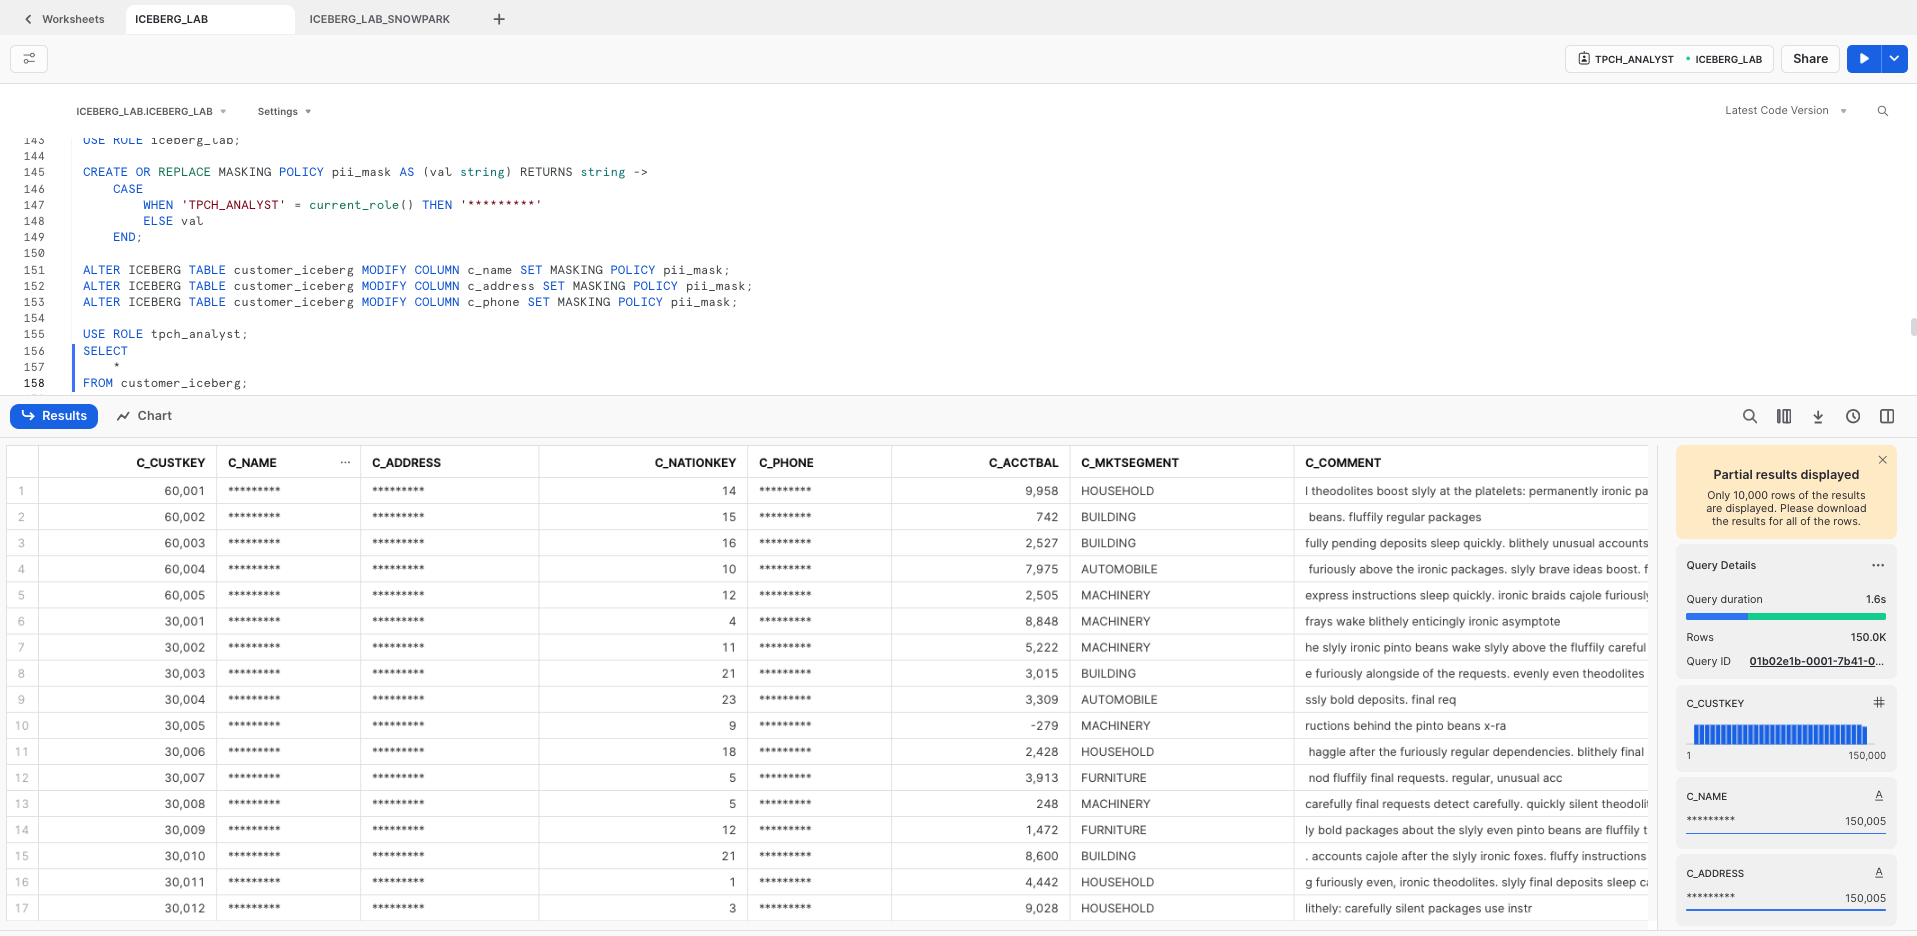 Worksheets
ICEBERG_LAB
ICEBERG_LAB_SNOWPARK
TPCH_ANALYST • ICEBERG_LAB
Share
ICEBERG_LAB.ICEBERG_LAB
Settings
Latest Code Version
143 USE ROLE iceberg_lab;
144
145 CREATE OR REPLACE MASKING POLICY pii_mask AS (val string) RETURNS string ->
146 CASE
147 WHEN 'TPCH_ANALYST' = current_role() THEN '*********'
148 ELSE val
149 END;
150
151 ALTER ICEBERG TABLE customer_iceberg MODIFY COLUMN c_name SET MASKING POLICY pii_mask;
152 ALTER ICEBERG TABLE customer_iceberg MODIFY COLUMN c_address SET MASKING POLICY pii_mask;
153 ALTER ICEBERG TABLE customer_iceberg MODIFY COLUMN c_phone SET MASKING POLICY pii_mask;
154
155 USE ROLE tpch_analyst;
156 SELECT
157 *
158 FROM customer_iceberg;
Results
Chart
C_CUSTKEY C_NAME ... C_ADDRESS C_NATIONKEY C_PHONE C_ACCTBAL C_MKTSEGMENT C_COMMENT
1 60,001 ********* ********* 14 ********* 9,958 HOUSEHOLD l theodolites boost slyly at the platelets: permanently ironic pa
2 60,002 ********* ********* 15 ********* 742 BUILDING beans. fluffily regular packages
3 60,003 ********* ********* 16 ********* 2,527 BUILDING fully pending deposits sleep quickly. blithely unusual accounts
4 60,004 ********* ********* 10 ********* 7,975 AUTOMOBILE furiously above the ironic packages. slyly brave ideas boost. f
5 60,005 ********* ********* 12 ********* 2,505 MACHINERY express instructions sleep quickly. ironic braids cajole furiously
6 30,001 ********* ********* 4 ********* 8,848 MACHINERY frays wake blithely enticingly ironic asymptote
7 30,002 ********* ********* 11 ********* 5,222 MACHINERY he slyly ironic pinto beans wake slyly above the fluffily careful
8 30,003 ********* ********* 21 ********* 3,015 BUILDING e furiously alongside of the requests. evenly even theodolites
9 30,004 ********* ********* 23 ********* 3,309 AUTOMOBILE ssly bold deposits. final req
10 30,005 ********* ********* 9 ********* -279 MACHINERY ructions behind the pinto beans x-ra
11 30,006 ********* ********* 18 ********* 2,428 HOUSEHOLD haggle after the furiously regular dependencies. blithely final
12 30,007 ********* ********* 5 ********* 3,913 FURNITURE nod fluffily final requests. regular, unusual acc
13 30,008 ********* ********* 5 ********* 248 MACHINERY carefully final requests detect carefully. quickly silent theodolit
14 30,009 ********* ********* 12 ********* 1,472 FURNITURE ly bold packages about the slyly even pinto beans are fluffily t
15 30,010 ********* ********* 21 ********* 8,600 BUILDING . accounts cajole after the slyly ironic foxes. fluffy instructions
16 30,011 ********* ********* 1 ********* 4,442 HOUSEHOLD g furiously even, ironic theodolites. slyly final deposits sleep ca
17 30,012 ********* ********* 3 ********* 9,028 HOUSEHOLD lithely: carefully silent packages use instr
Partial results displayed
Only 10,000 rows of the results
are displayed. Please download
the results for all of the rows.
Query Details ...
Query duration 1.6s
Rows 150.0K
Query ID 01b02e1b-0001-7b41-0...
C_CUSTKEY #
1 150,000
C_NAME A
********* 150,005
C_ADDRESS A
********* 150,005